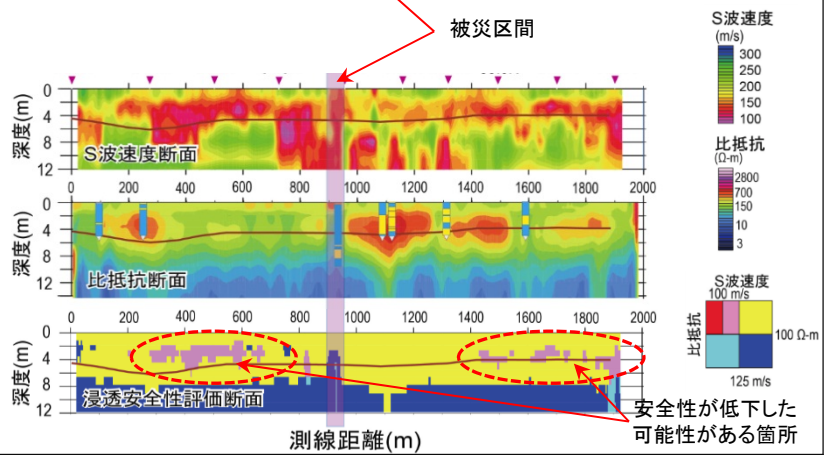 被災区間
S波速度
(m/s)
300
250
200
150
100
深度(m)
0
4
8
12
S波速度断面
0 200 400 600 800 1000 1200 1400 1600 1800 2000
比抵抗
(Ω-m)
2800
700
150
10
3
深度(m)
0
4
8
12
比抵抗断面
0 200 400 600 800 1000 1200 1400 1600 1800 2000
S波速度
100 m/s
比抵抗
100 Ω-m
125 m/s
深度(m)
0
4
8
12
浸透安全性評価断面
測線距離(m)
安全性が低下した
可能性がある箇所